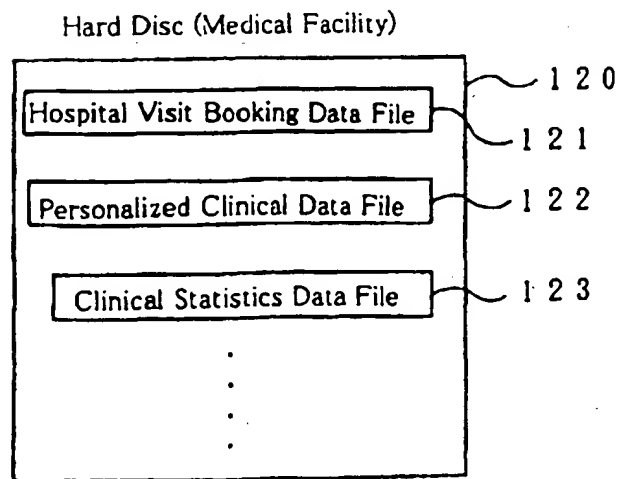 Hard Disc (Medical Facility)
120
Hospital Visit Booking Data File
121
Personalized Clinical Data File
122
Clinical Statistics Data File
123